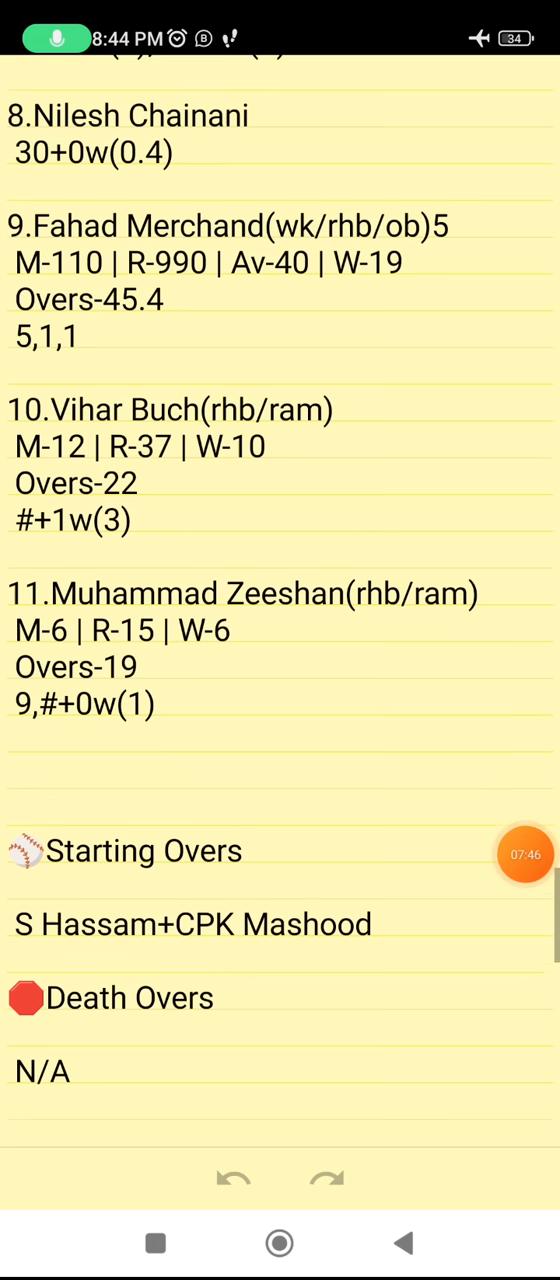 8:44 PM
34
8.Nilesh Chainani
30+0w(0.4)
9.Fahad Merchand(wk/rhb/ob)5
M-110 | R-990 | Av-40 | W-19
Overs-45.4
5,1,1
10.Vihar Buch(rhb/ram)
M-12 | R-37 | W-10
Overs-22
#+1w(3)
11.Muhammad Zeeshan(rhb/ram)
M-6 | R-15 | W-6
Overs-19
9,#+0w(1)
⚾Starting Overs
07:46
S Hassam+CPK Mashood
🛑Death Overs
N/A